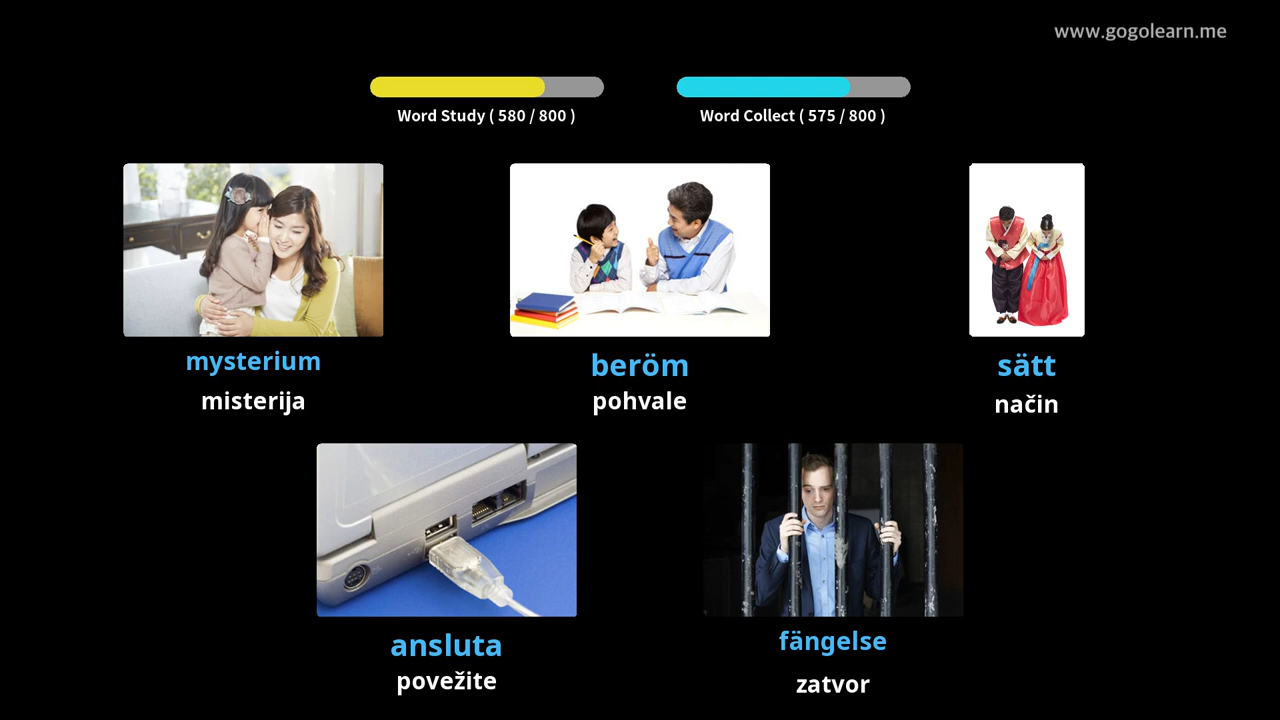 www.gogolearn.me
Word Study ( 580 / 800 )
Word Collect ( 575 / 800 )
mysterium
misterija
beröm
pohvale
sätt
način
ansluta
povežite
fängelse
zatvor